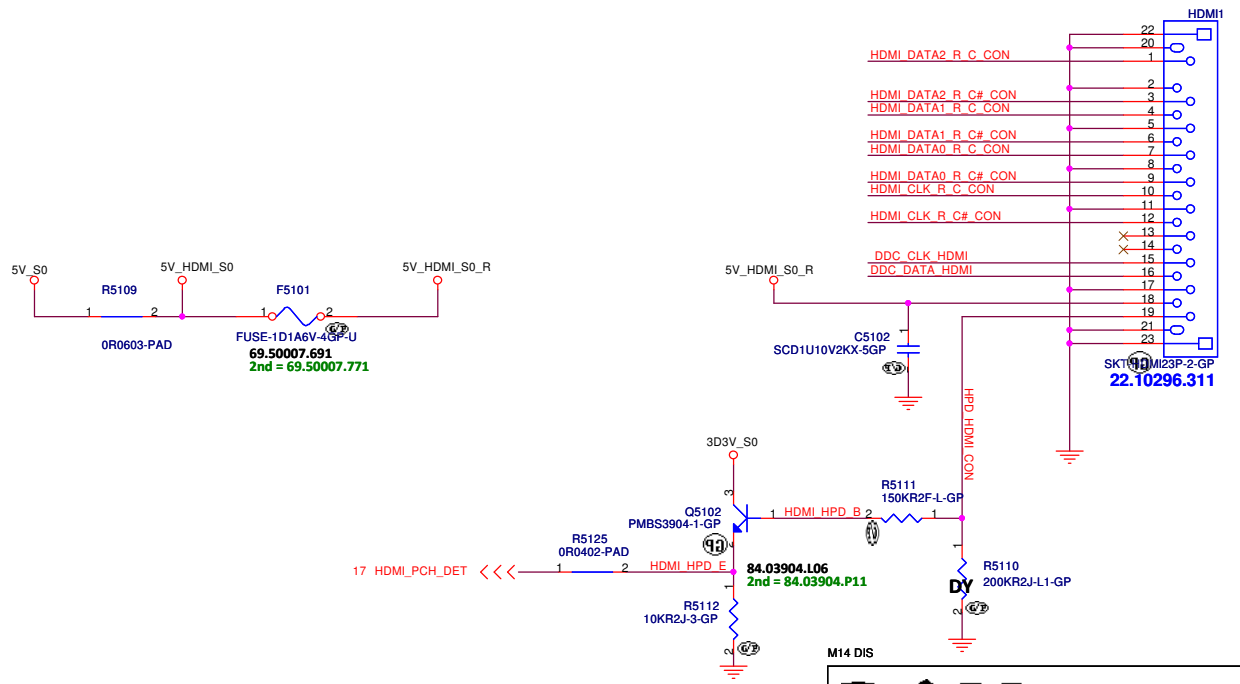 HDMI1
22
20
HDMI_DATA2_R_C_CON 1
2
HDMI_DATA2_R_C#_CON 3
HDMI_DATA1_R_C_CON 4
5
HDMI_DATA1_R_C#_CON 6
HDMI_DATA0_R_C_CON 7
8
HDMI_DATA0_R_C#_CON 9
HDMI_CLK_R_C_CON 10
11
HDMI_CLK_R_C#_CON 12
13
14
DDC_CLK_HDMI 15
DDC_DATA_HDMI 16
17
18
19
21
23
22.10296.311
5V_S0
5V_HDMI_S0
5V_HDMI_S0_R
R5109
F5101
1 2
1 2
0R0603-PAD
FUSE-1D1A6V-4GP-U
69.50007.691
2nd = 69.50007.771
5V_HDMI_S0_R
C5102
1
SCD1U10V2KX-5GP
HPD_HDMI_CON
3D3V_S0
3
Q5102
PMBS3904-1-GP
1 HDMI_HPD_B 2
R5111
150KR2F-L-GP
1
R5125
0R0402-PAD
17 HDMI_PCH_DET
1 2
HDMI_HPD_E
84.03904.L06
2nd = 84.03904.P11
1
R5112
10KR2J-3-GP
2
1
R5110
200KR2J-L1-GP
DY
2
M14 DIS